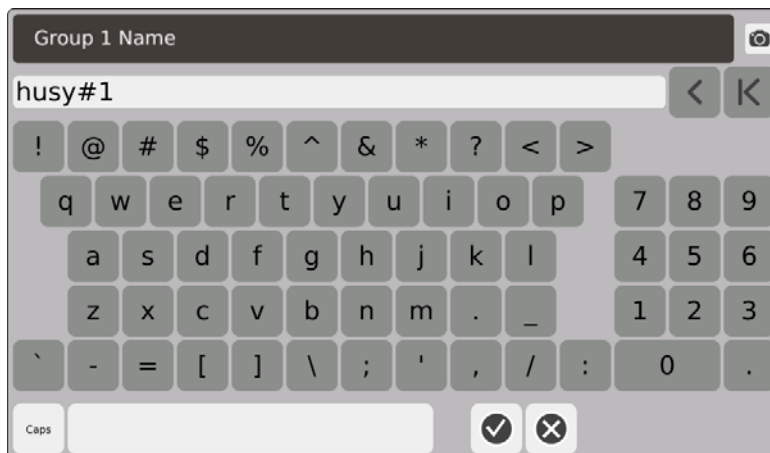 Group 1 Name
husy#1
! @ # $ % ^ & * ? < >
q w e r t y u i o p 7 8 9
a s d f g h j k l 4 5 6
z x c v b n m . _ 1 2 3
` - = [ ] \ ; ' , / : 0 .
Caps